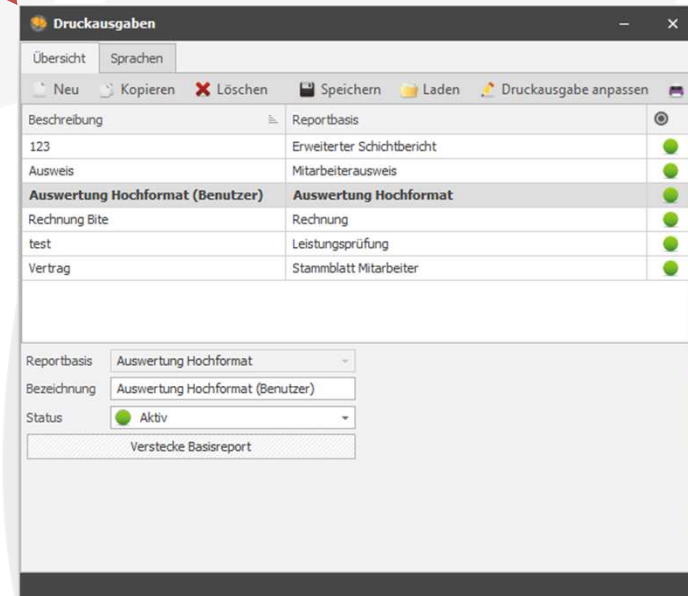 Druckausgaben
Übersicht Sprachen
Neu Kopieren Löschen Speichern Laden Druckausgabe anpassen
Beschreibung Reportbasis
123 Erweiterter Schichtbericht
Ausweis Mitarbeiterausweis
Auswertung Hochformat (Benutzer) Auswertung Hochformat
Rechnung Bite Rechnung
test Leistungsprüfung
Vertrag Stammblatt Mitarbeiter
Reportbasis Auswertung Hochformat
Bezeichnung Auswertung Hochformat (Benutzer)
Status Aktiv
Verstecke Basisreport